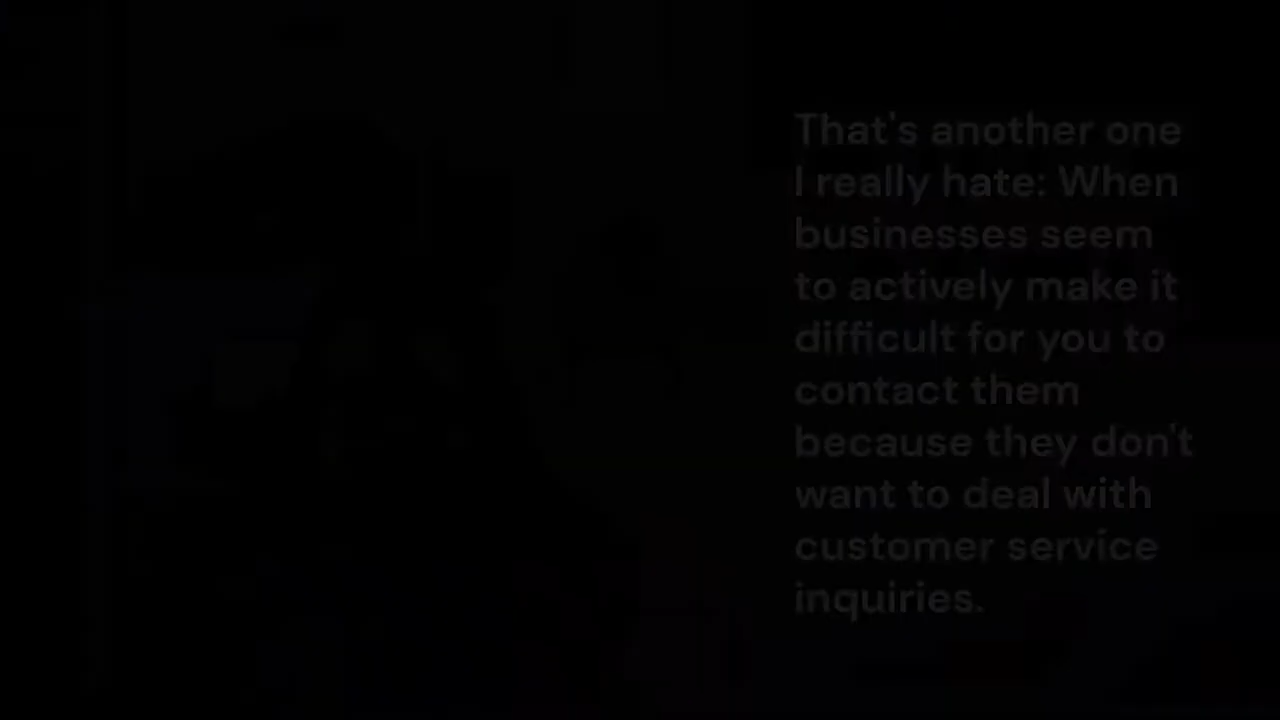 That's another one
I really hate: When
businesses seem
to actively make it
difficult for you to
contact them
because they don't
want to deal with
customer service
inquiries.